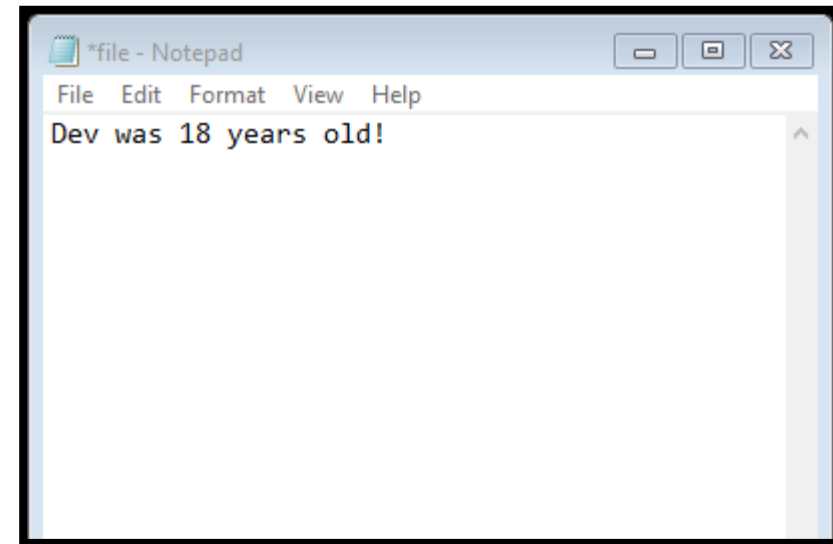 *file - Notepad
File Edit Format View Help
Dev was 18 years old!